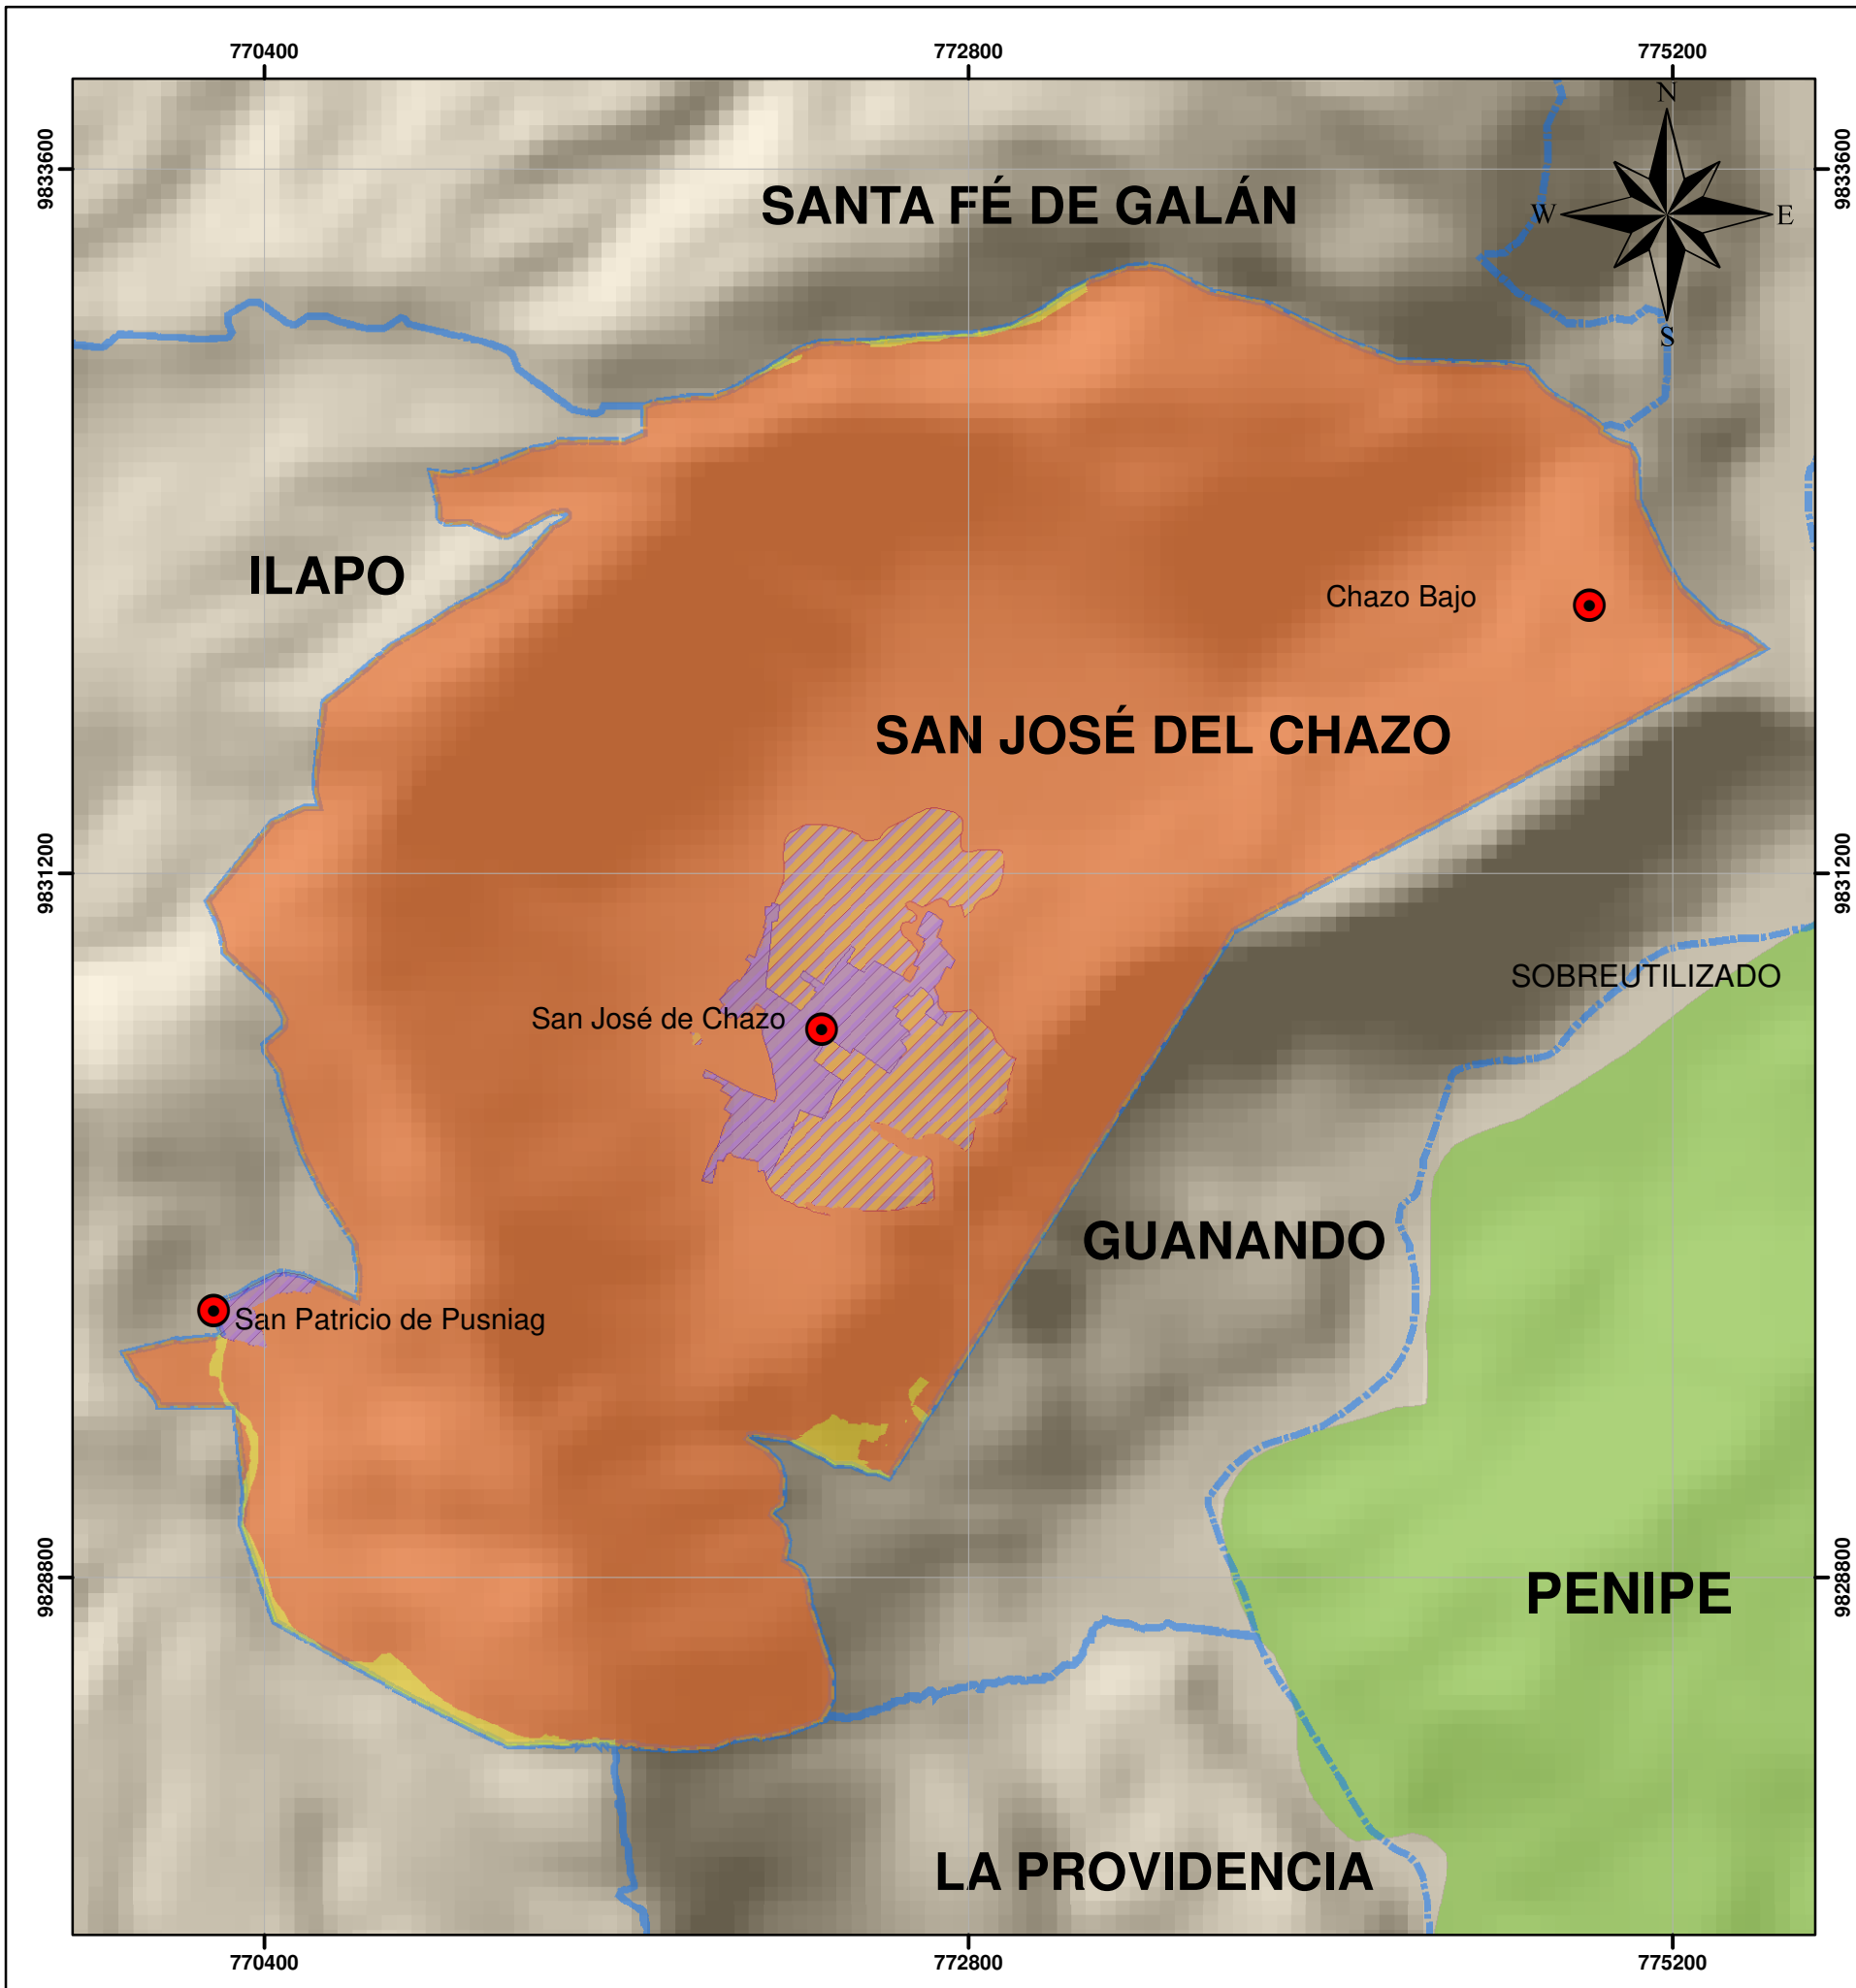 770400 772800 775200
N
9833600 9833600
SANTA FÉ DE GALÁN
W E
S
ILAPO
Chazo Bajo
SAN JOSÉ DEL CHAZO
9831200 9831200
SOBREUTILIZADO
San José de Chazo
GUANANDO
San Patricio de Pusniag
9828800 9828800
PENIPE
LA PROVIDENCIA
770400 772800 775200